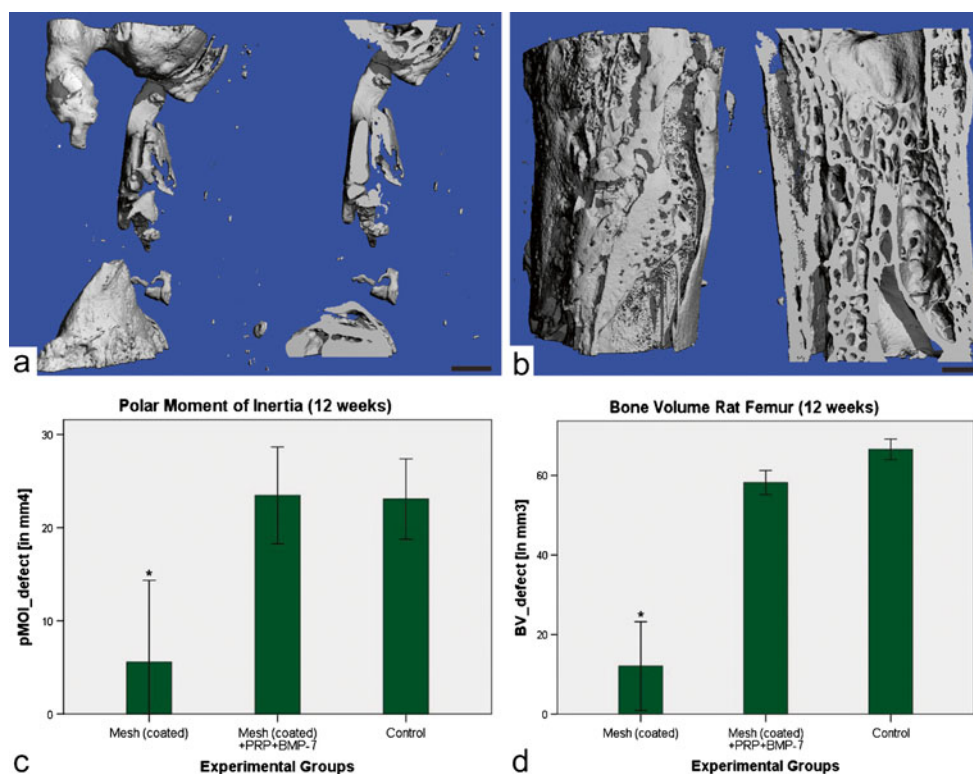 a
b
Polar Moment of Inertia (12 weeks)
pMOI_defect [in mm4]
30
20
10
0
*
Mesh (coated)
Mesh (coated)
+PRP+BMP-7
Control
Experimental Groups
c
Bone Volume Rat Femur (12 weeks)
BV_defect [in mm3]
60
40
20
0
*
Mesh (coated)
Mesh (coated)
+PRP+BMP-7
Control
Experimental Groups
d